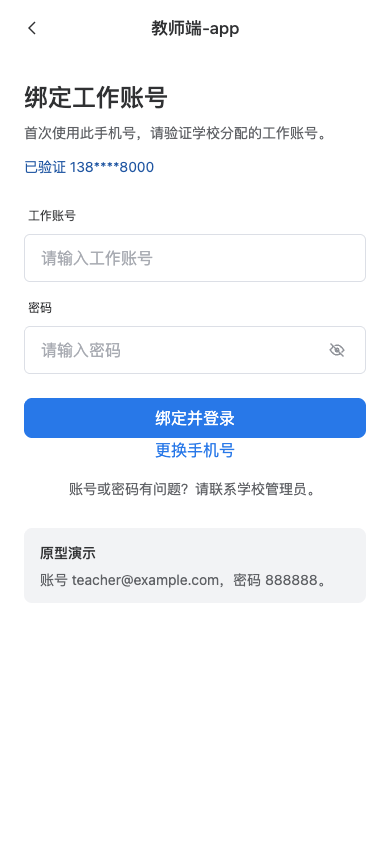 教师端-app
绑定工作账号
首次使用此手机号，请验证学校分配的工作账号。
已验证 138****8000
工作账号
请输入工作账号
密码
请输入密码
绑定并登录
更换手机号
账号或密码有问题？请联系学校管理员。
原型演示
账号 teacher@example.com，密码 888888。